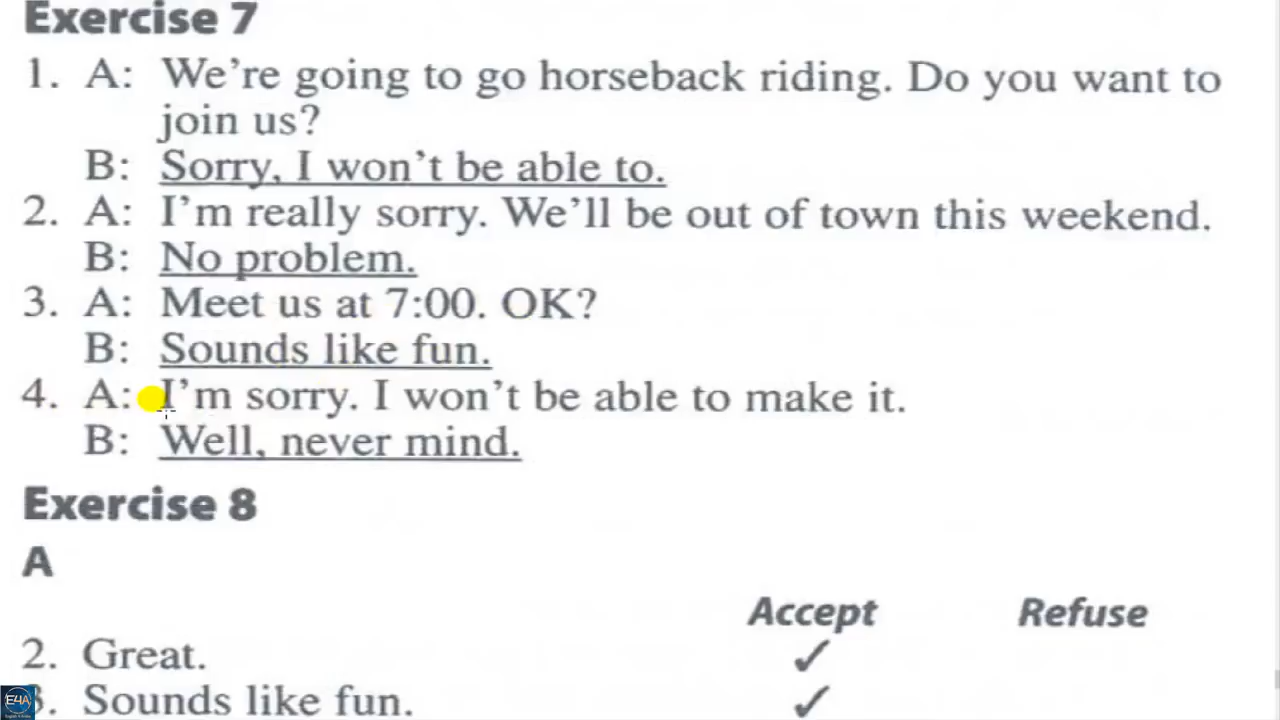 Exercise 7
1. A: We're going to go horseback riding. Do you want to
join us?
B: Sorry, I won't be able to.
2. A: I'm really sorry. We'll be out of town this weekend.
B: No problem.
3. A: Meet us at 7:00. OK?
B: Sounds like fun.
4. A: I'm sorry. I won't be able to make it.
B: Well, never mind.
Exercise 8
A
Accept Refuse
2. Great. ✓
3. Sounds like fun. ✓
E4A